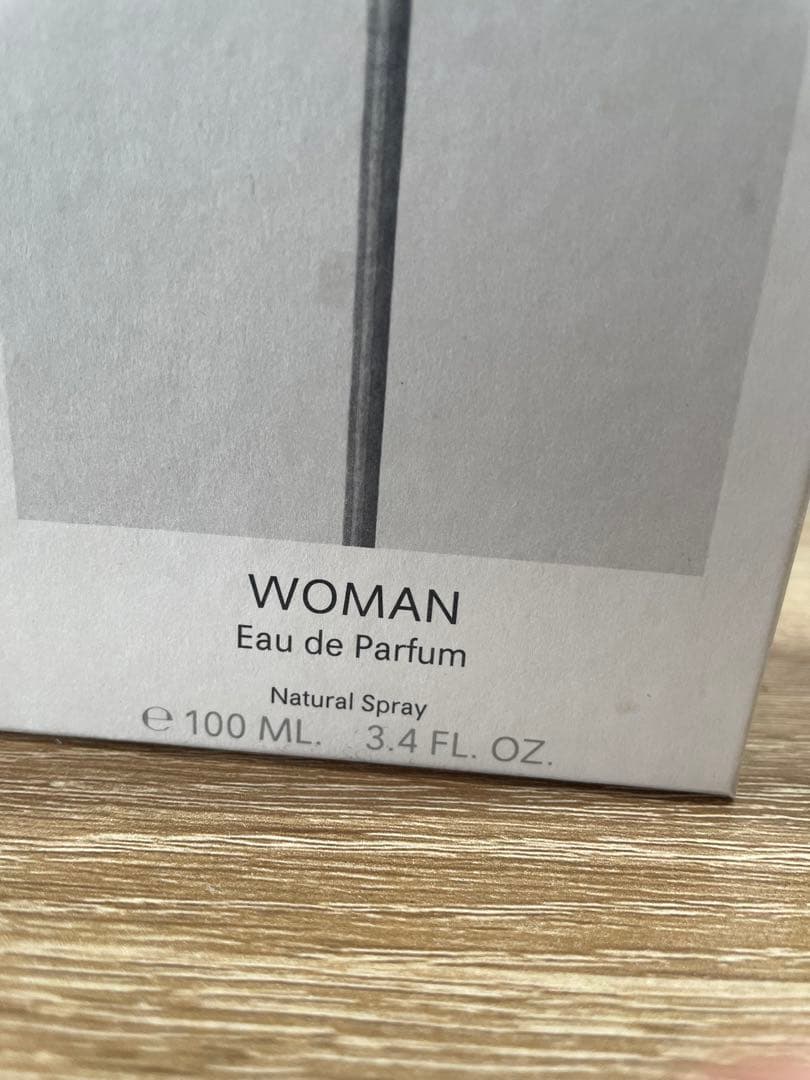 WOMAN
Eau de Parfum
Natural Spray
℮ 100 ML. 3.4 FL. OZ.